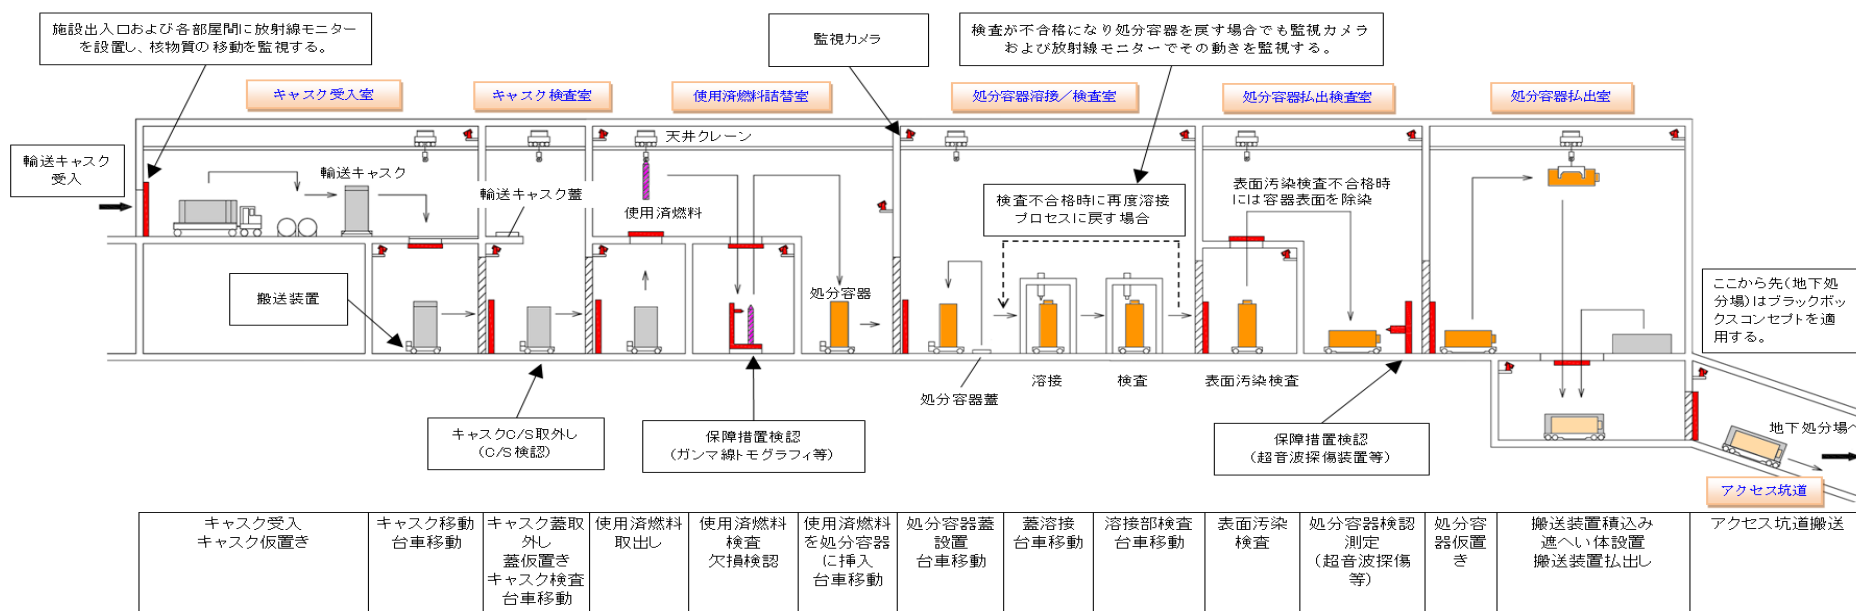 施設出入口および各部屋間に放射線モニター
を設置し、核物質の移動を監視する。
監視カメラ
検査が不合格になり処分容器を戻す場合でも監視カメラ
および放射線モニターでその動きを監視する。
キャスク受入室
キャスク検査室
使用済燃料詰替室
処分容器溶接/検査室
処分容器払出検査室
処分容器払出室
輸送キャスク
受入
輸送キャスク
天井クレーン
輸送キャスク蓋
使用済燃料
検査不合格時に再度溶接
プロセスに戻す場合
表面汚染検査不合格時
には容器表面を除染
搬送装置
処分容器
ここから先(地下処
分場)はブラックボッ
クスコンセプトを適
用する。
処分容器蓋
溶接
検査
表面汚染検査
キャスクC/S取外し
(C/S検認)
保障措置検認
(ガンマ線トモグラフィ等)
保障措置検認
(超音波探傷装置等)
地下処分場へ
アクセス坑道
キャスク受入
キャスク仮置き
キャスク移動
台車移動
キャスク蓋取
外し
蓋仮置き
キャスク検査
台車移動
使用済燃料
取出し
使用済燃料
検査
欠損検認
使用済燃料
を処分容器
に挿入
台車移動
処分容器蓋
設置
台車移動
蓋溶接
台車移動
溶接部検査
台車移動
表面汚染
検査
処分容器検認
測定
(超音波探傷
等)
処分容
器仮置
き
搬送装置積込み
遮へい体設置
搬送装置払出し
アクセス坑道搬送